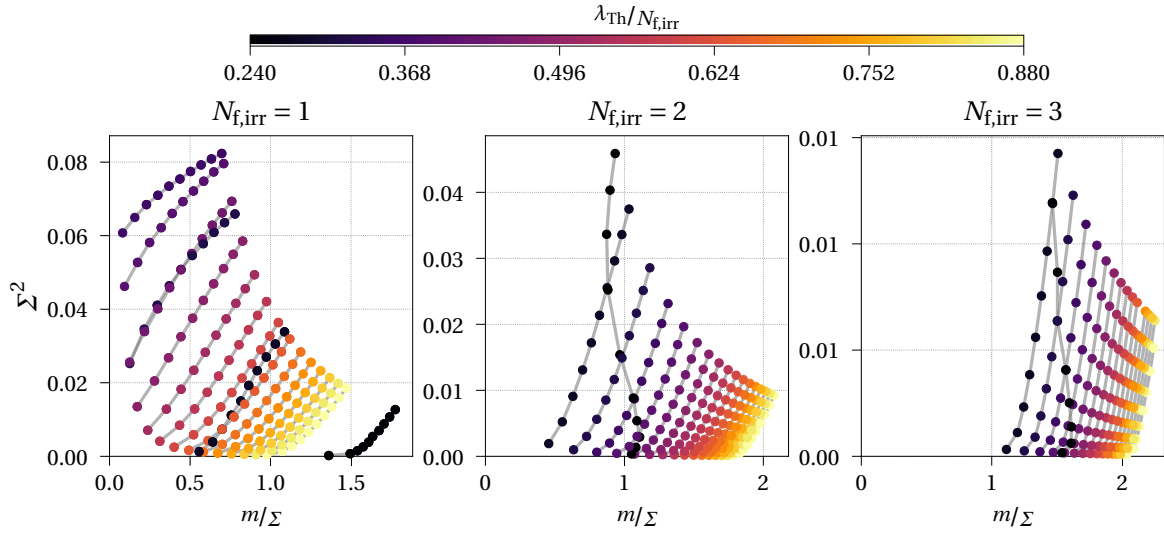 λ_Th/N_f,irr
0.240 0.368 0.496 0.624 0.752 0.880
N_f,irr = 1
0.08
0.06
0.04
0.02
0.00
0.0 0.5 1.0 1.5
m/Σ
Σ²
N_f,irr = 2
0.04
0.03
0.02
0.01
0.00
0 1 2
m/Σ
N_f,irr = 3
0.01
0.01
0.01
0.00
0 1 2
m/Σ